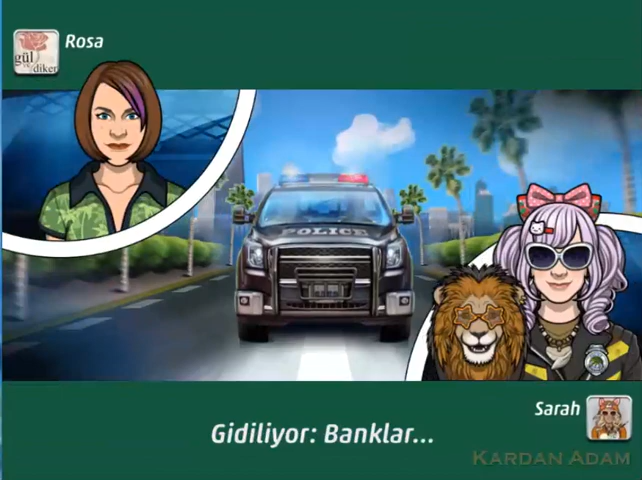 Rosa
gül
diken
POLICE
Sarah
Gidiliyor: Banklar...
KARDAN ADAM